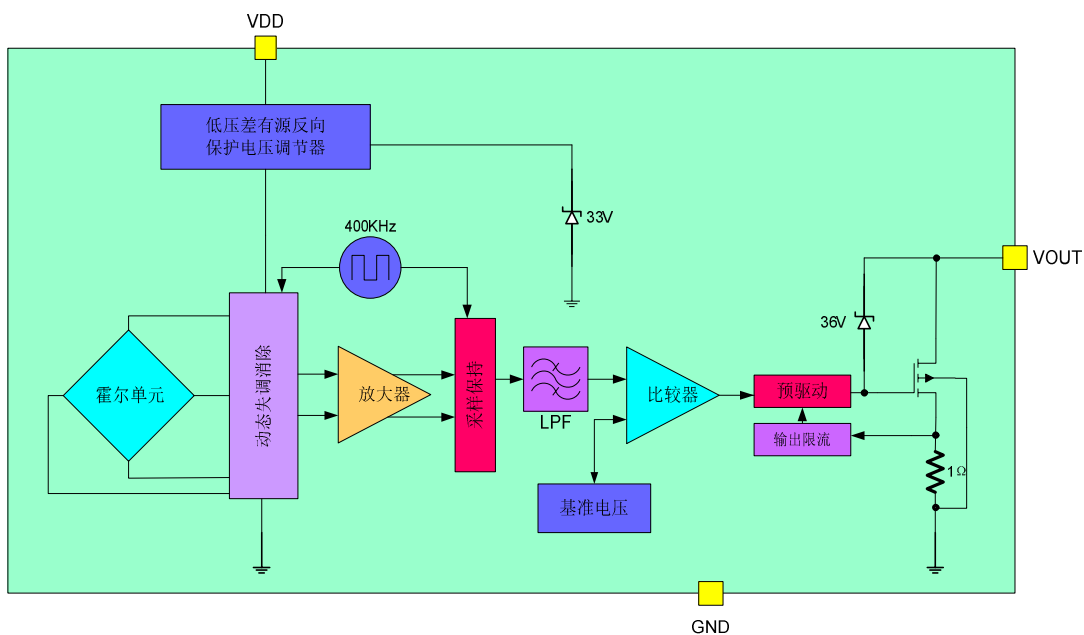 VDD
低压差有源反向
保护电压调节器
33V
400KHz
VOUT
36V
霍尔单元
动态失调消除
放大器
采样保持
LPF
比较器
预驱动
输出限流
1Ω
基准电压
GND